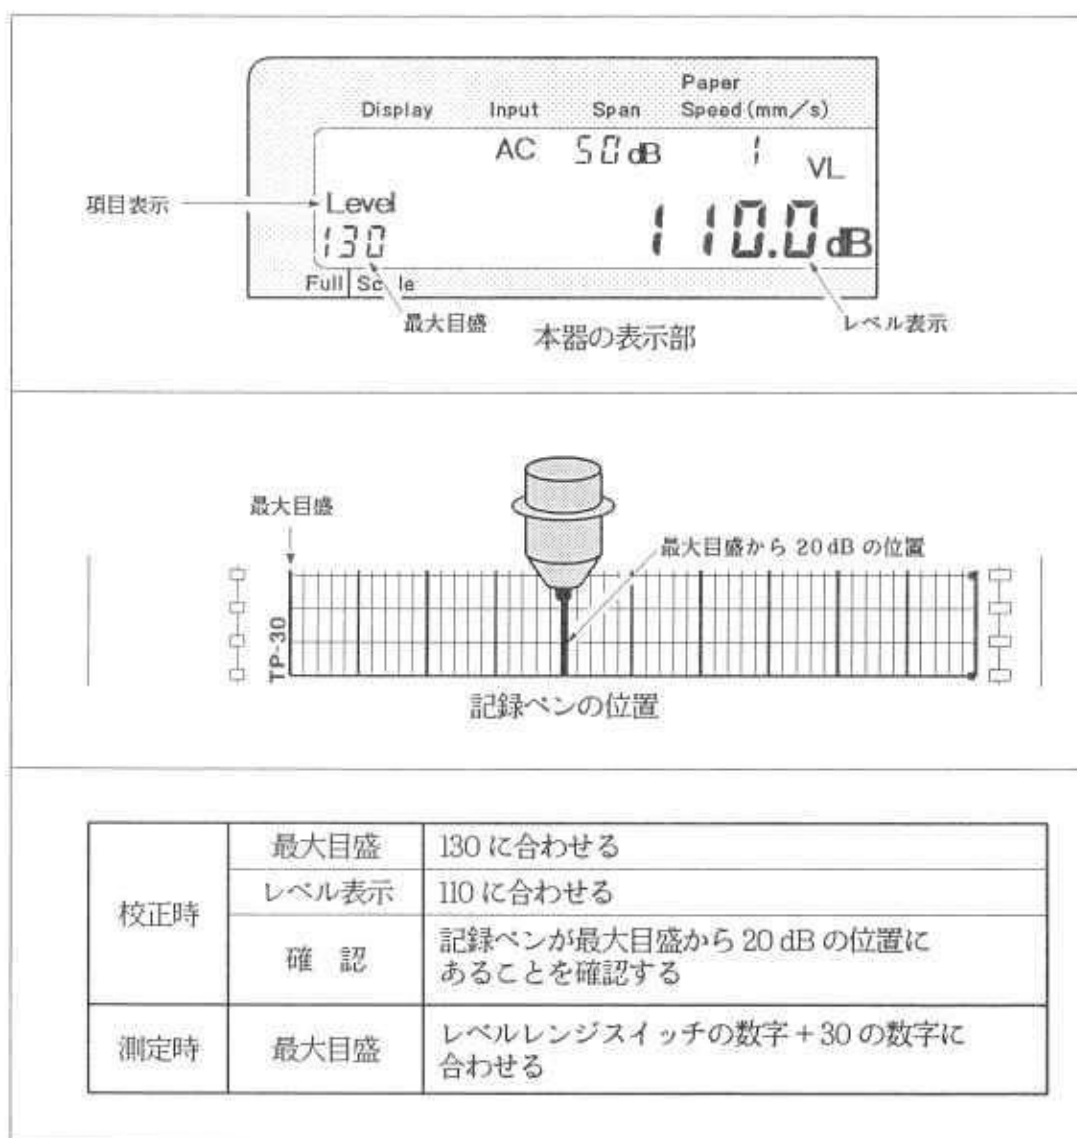 Paper
Display Input Span Speed (mm/s)
AC 50 dB 1 VL
項目表示
Level
130 110.0 dB
Full Scale
最大目盛
レベル表示
本器の表示部
最大目盛
最大目盛から 20 dB の位置
TP-30
記録ペンの位置
校正時
最大目盛
130 に合わせる
レベル表示
110 に合わせる
確 認
記録ペンが最大目盛から 20 dB の位置に
あることを確認する
測定時
最大目盛
レベルレンジスイッチの数字 + 30 の数字に
合わせる